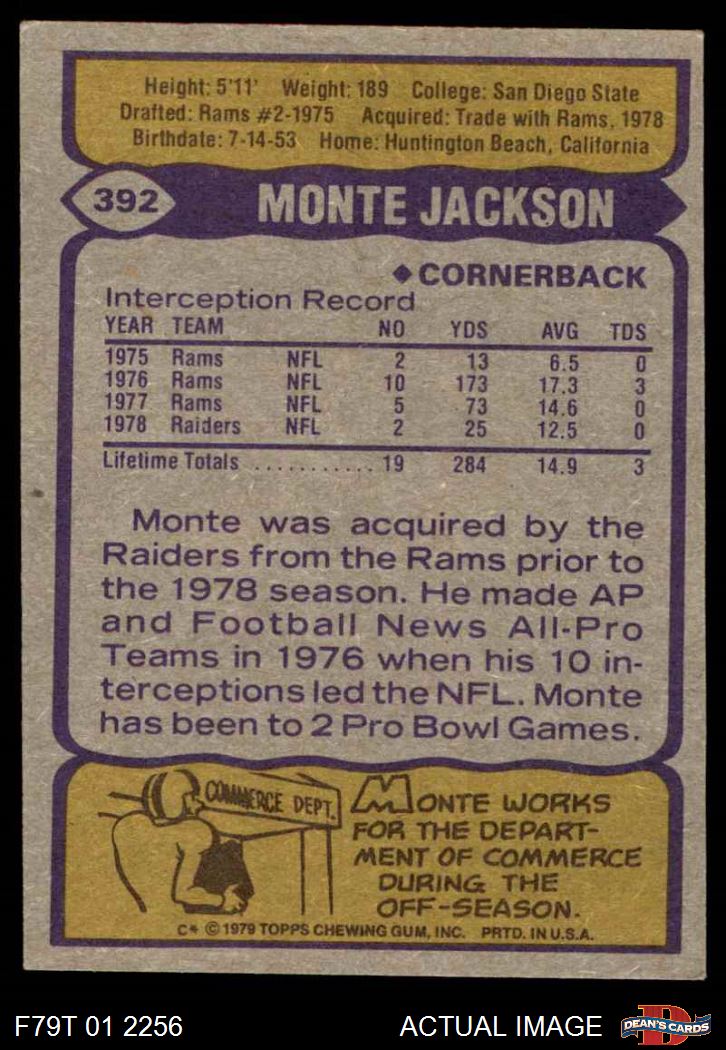 Height: 5'11' Weight: 189 College: San Diego State
Drafted: Rams #2-1975 Acquired: Trade with Rams, 1978
Birthdate: 7-14-53 Home: Huntington Beach, California
392 MONTE JACKSON
◆ CORNERBACK
Interception Record
YEAR TEAM NO YDS AVG TDS
1975 Rams NFL 2 13 6.5 0
1976 Rams NFL 10 173 17.3 3
1977 Rams NFL 5 73 14.6 0
1978 Raiders NFL 2 25 12.5 0
Lifetime Totals ........... 19 284 14.9 3
Monte was acquired by the
Raiders from the Rams prior to
the 1978 season. He made AP
and Football News All-Pro
Teams in 1976 when his 10 in-
terceptions led the NFL. Monte
has been to 2 Pro Bowl Games.
COMMERCE DEPT.
MONTE WORKS
FOR THE DEPART-
MENT OF COMMERCE
DURING THE
OFF-SEASON.
C* © 1979 TOPPS CHEWING GUM, INC. PRTD. IN U.S.A.
F79T 01 2256 ACTUAL IMAGE
DEAN'S CARDS